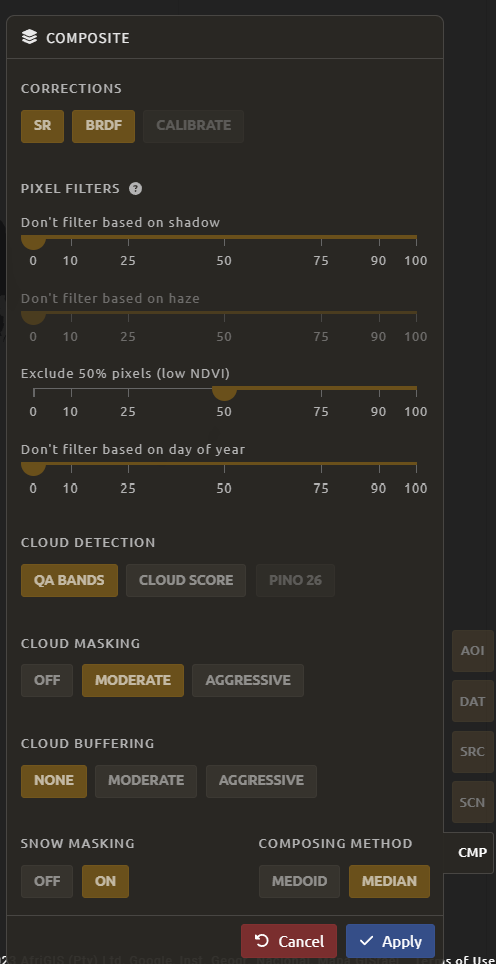 COMPOSITE
CORRECTIONS
SR BRDF CALIBRATE
PIXEL FILTERS ?
Don't filter based on shadow
0 10 25 50 75 90 100
Don't filter based on haze
0 10 25 50 75 90 100
Exclude 50% pixels (low NDVI)
0 10 25 50 75 90 100
Don't filter based on day of year
0 10 25 50 75 90 100
CLOUD DETECTION
QA BANDS CLOUD SCORE PINO 26
CLOUD MASKING
OFF MODERATE AGGRESSIVE
CLOUD BUFFERING
NONE MODERATE AGGRESSIVE
SNOW MASKING COMPOSING METHOD
OFF ON MEDOID MEDIAN
Cancel Apply
AOI
DAT
SRC
SCN
CMP
AfriGIS (Pty) Ltd, Google, Inst.
of Use